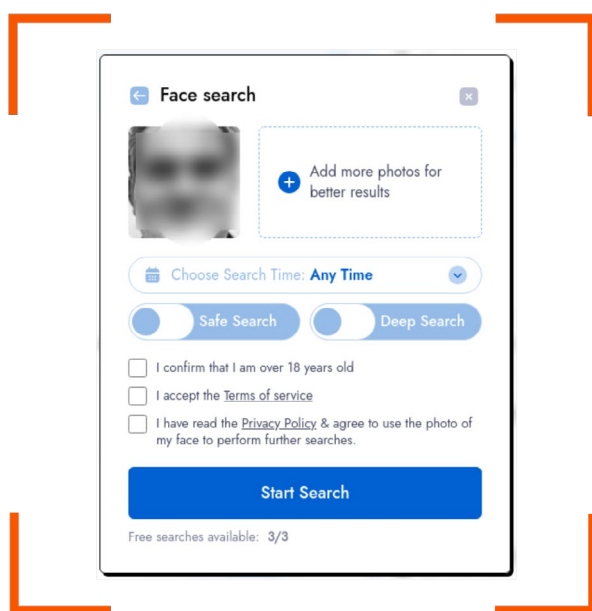 Face search
Add more photos for
better results
Choose Search Time: Any Time
Safe Search
Deep Search
I confirm that I am over 18 years old
I accept the Terms of service
I have read the Privacy Policy & agree to use the photo of
my face to perform further searches.
Start Search
Free searches available: 3/3